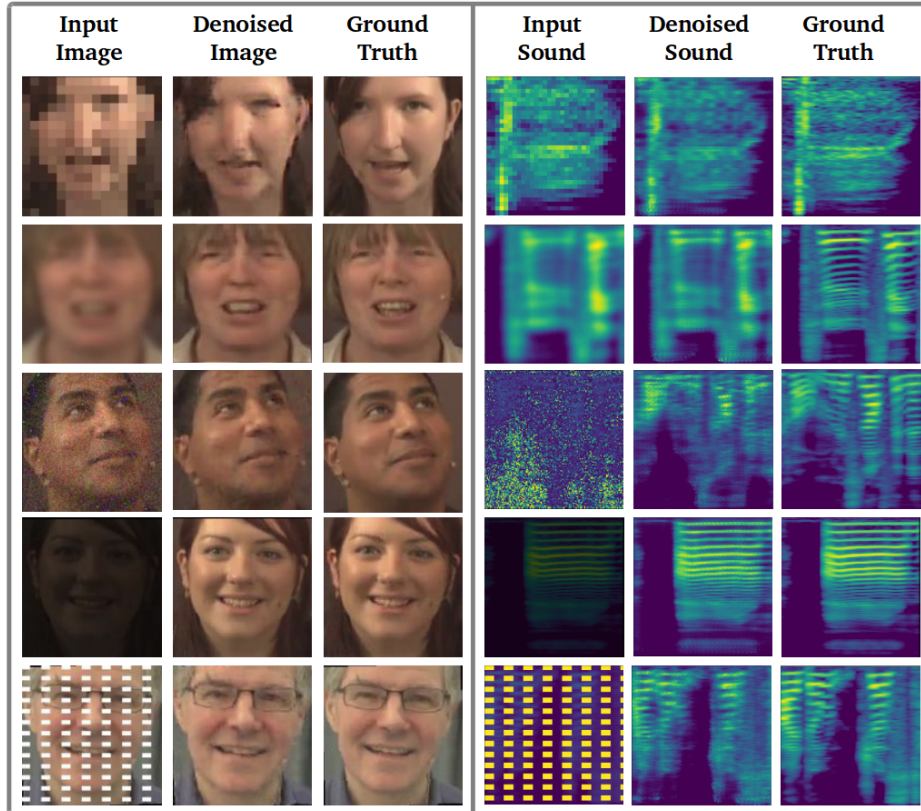 Input Image
Denoised Image
Ground Truth
Input Sound
Denoised Sound
Ground Truth